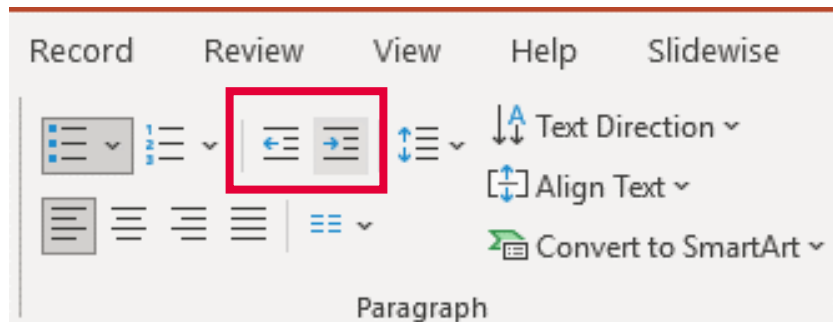 Record Review View Help Slidewise
Text Direction
Align Text
Convert to SmartArt
Paragraph